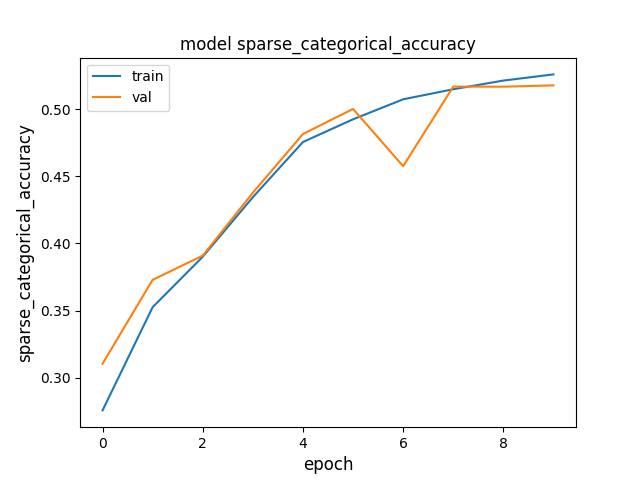 model sparse_categorical_accuracy
train
val
sparse_categorical_accuracy
0.50
0.45
0.40
0.35
0.30
0 2 4 6 8
epoch